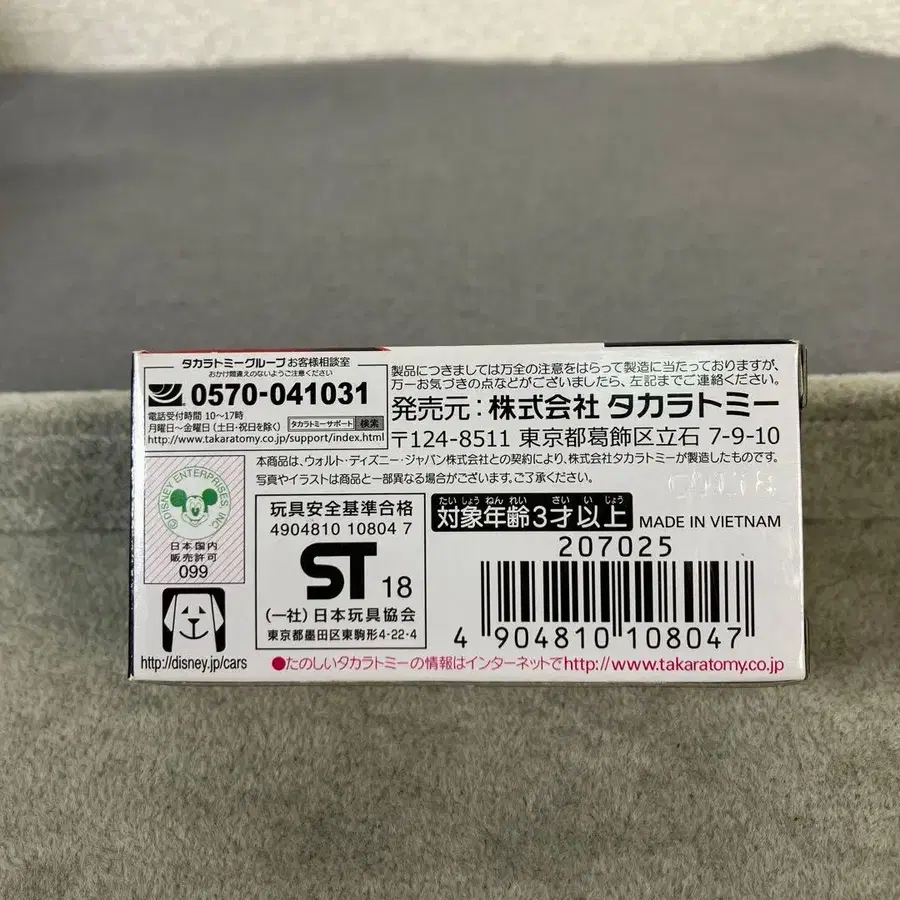 タカラトミーグループ お客様相談室
おかけ間違えのないようご注意ください
0570-041031
電話受付時間 10～17時
月曜日～金曜日 (土・日・祝日を除く)
タカラトミーサポート 検索
http://www.takaratomy.co.jp/support/index.html
製品につきましては万全の注意をはらって製造に当たっておりますが、
万一お気づきの点などがございましたら、左記までご連絡ください。
発売元：株式会社 タカラトミー
〒124-8511 東京都葛飾区立石 7-9-10
本商品は、ウォルト・ディズニー・ジャパン株式会社との契約により、株式会社タカラトミーが製造したものです。
写真やイラストは商品と一部異なる場合がございます。ご了承ください。
©DISNEY ENTERPRISES, INC.
日本国内
販売許可
099
http://disney.jp/cars
玩具安全基準合格
4904810 10804 7
ST 18
(一社)日本玩具協会
東京都墨田区東駒形4-22-4
たいしょうねんれい さいいじょう
対象年齢3才以上
MADE IN VIETNAM
207025
4 904810 108047
●たのしいタカラトミーの情報はインターネットでhttp://www.takaratomy.co.jp